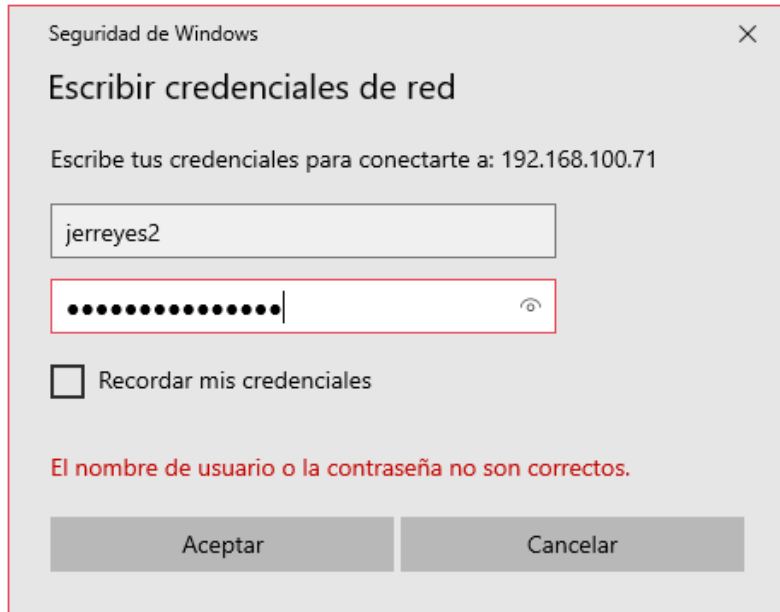 Seguridad de Windows
Escribir credenciales de red
Escribe tus credenciales para conectarte a: 192.168.100.71
jerreyes2
•••••••••••••••
Recordar mis credenciales
El nombre de usuario o la contraseña no son correctos.
Aceptar
Cancelar